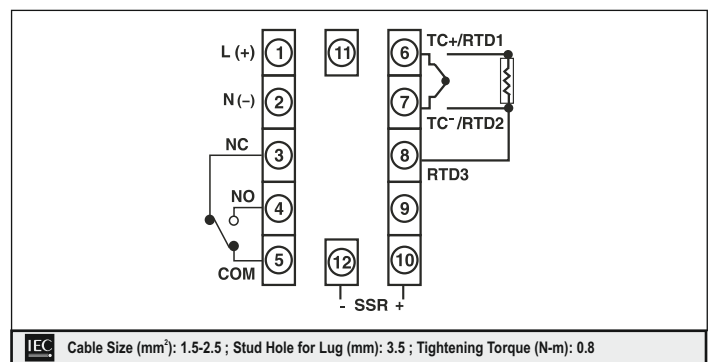 L (+) 1 11 6 TC+/RTD1
N (–) 2 7
TC⁻/RTD2
NC 3 8
RTD3
NO 4 9
COM 5 12 10
- SSR +
IEC Cable Size (mm²): 1.5-2.5 ; Stud Hole for Lug (mm): 3.5 ; Tightening Torque (N-m): 0.8